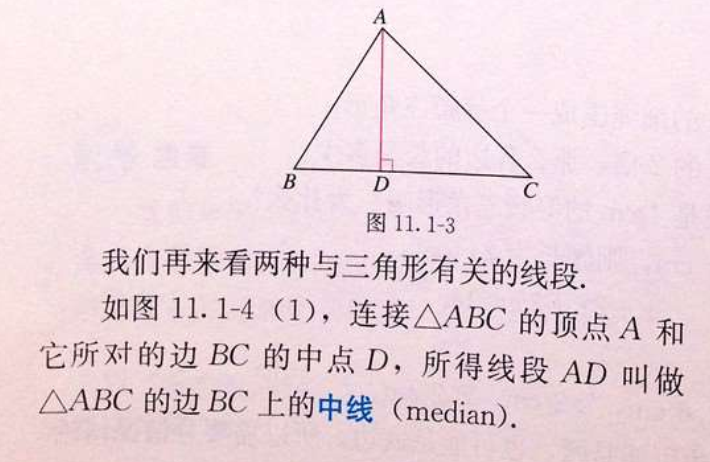 A
B
D
C
图 11.1-3
我们再来看两种与三角形有关的线段.
如图 11.1-4（1），连接△ABC 的顶点 A 和
它所对的边 BC 的中点 D，所得线段 AD 叫做
△ABC 的边 BC 上的中线（median）.